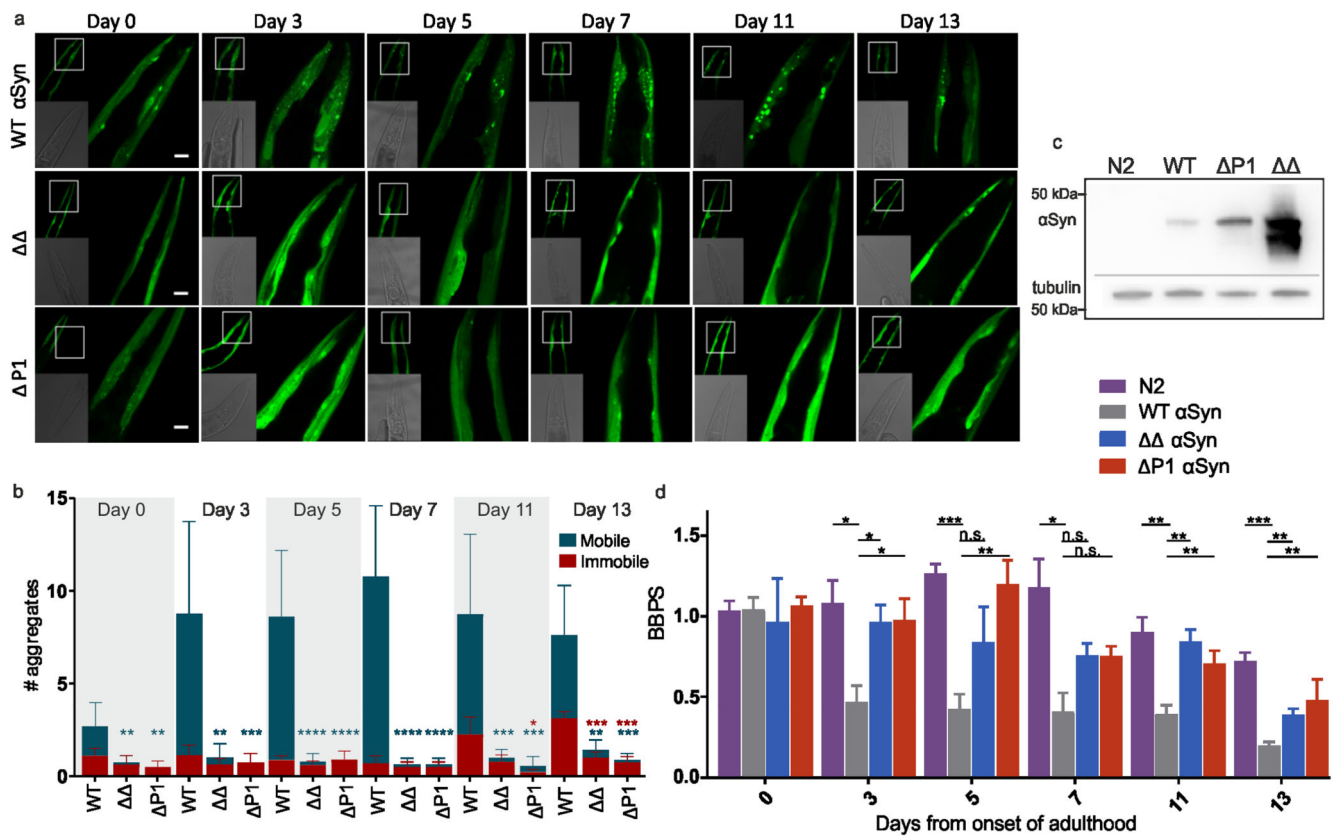 a
Day 0 Day 3 Day 5 Day 7 Day 11 Day 13
WT αSyn
ΔΔ
ΔP1
c
N2 WT ΔP1 ΔΔ
50 kDa
αSyn
tubulin
50 kDa
N2
WT αSyn
ΔΔ αSyn
ΔP1 αSyn
b
15
10
5
0
# aggregates
Day 0 Day 3 Day 5 Day 7 Day 11 Day 13
Mobile
Immobile
** ** ** *** **** **** **** **** *** * *** *** ** *** ***
WT ΔΔ ΔP1 WT ΔΔ ΔP1 WT ΔΔ ΔP1 WT ΔΔ ΔP1 WT ΔΔ ΔP1 WT ΔΔ ΔP1
d
1.5
1.0
0.5
0.0
BBPS
* *** * ** ***
* n.s. n.s. ** **
* ** n.s. ** **
0 3 5 7 11 13
Days from onset of adulthood